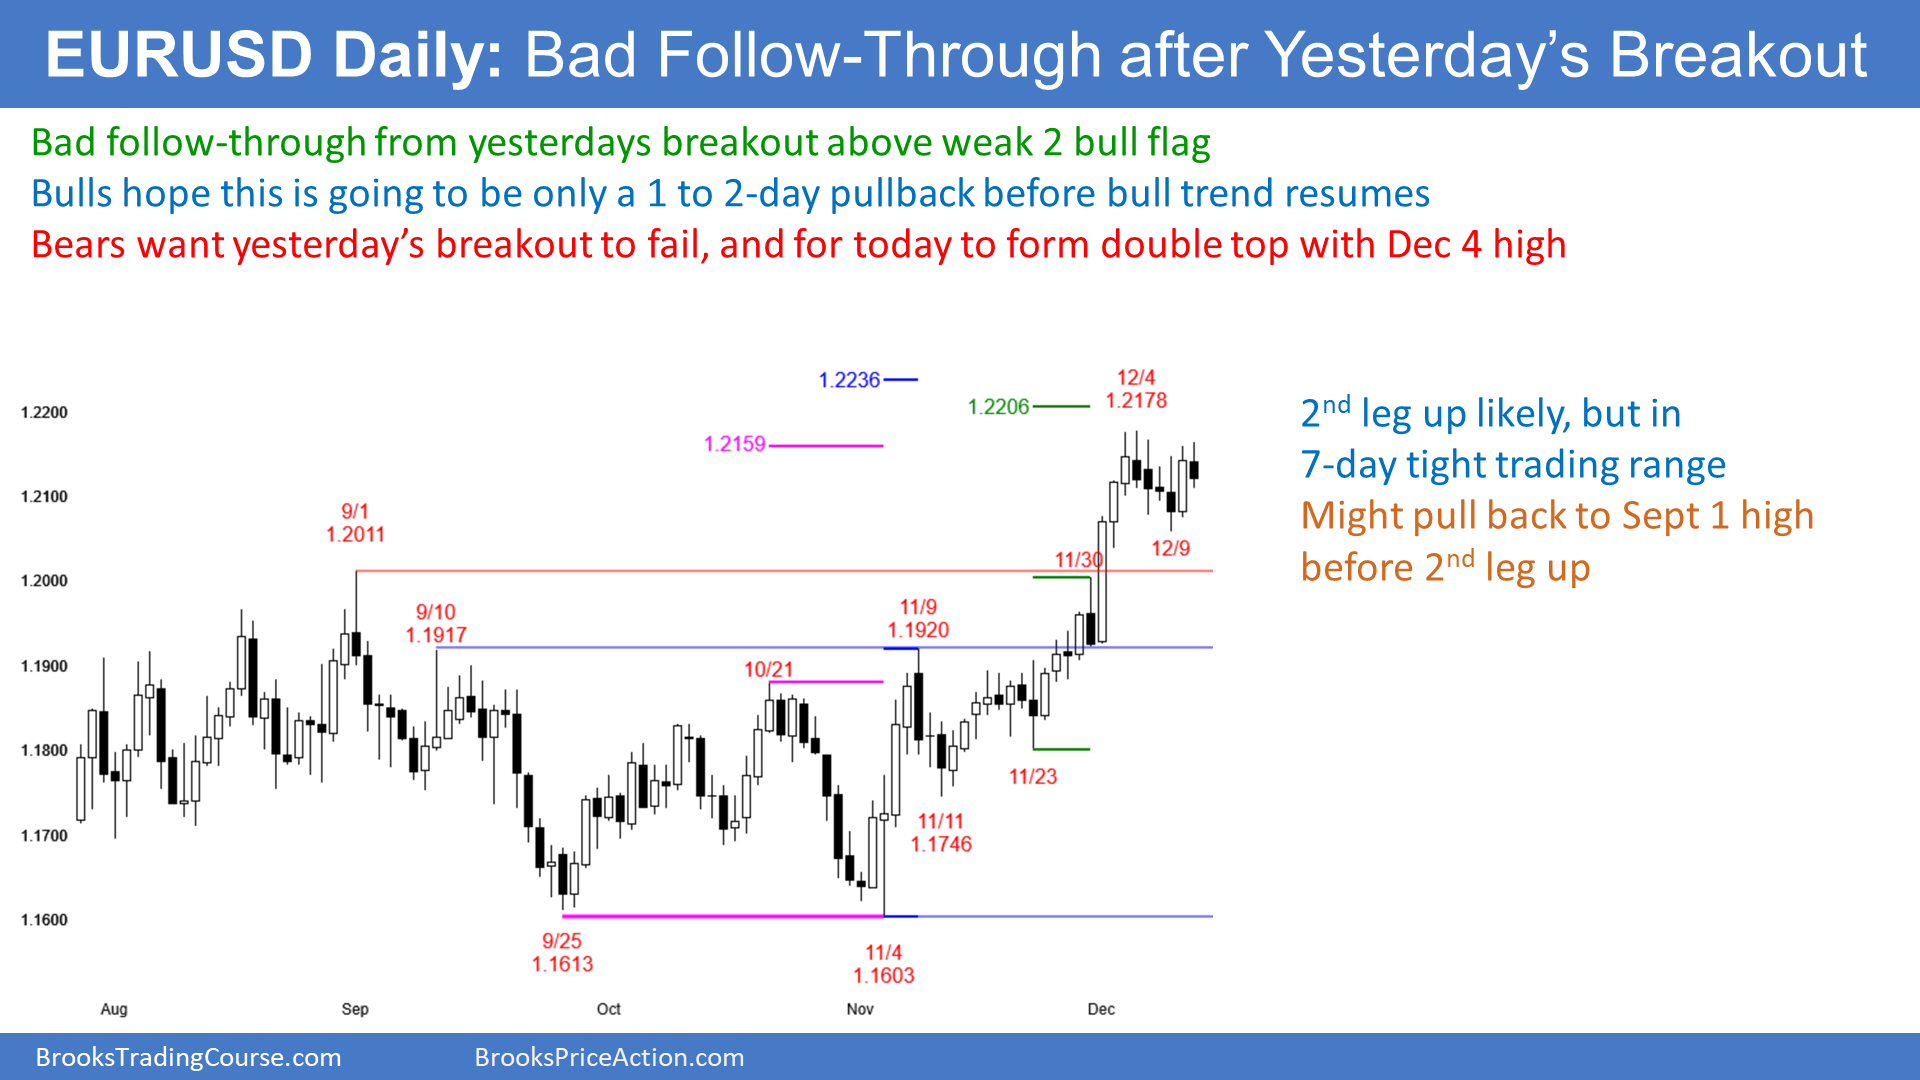 EURUSD Daily: Bad Follow-Through after Yesterday’s Breakout
Bad follow-through from yesterdays breakout above weak 2 bull flag
Bulls hope this is going to be only a 1 to 2-day pullback before bull trend resumes
Bears want yesterday’s breakout to fail, and for today to form double top with Dec 4 high
1.2236
1.2206
12/4
1.2178
1.2159
2nd leg up likely, but in
7-day tight trading range
Might pull back to Sept 1 high
before 2nd leg up
1.2200
1.2100
1.2000
1.1900
1.1800
1.1700
1.1600
9/1
1.2011
9/10
1.1917
10/21
11/9
1.1920
11/30
12/9
11/23
11/11
1.1746
9/25
1.1613
11/4
1.1603
Aug
Sep
Oct
Nov
Dec
BrooksTradingCourse.com
BrooksPriceAction.com